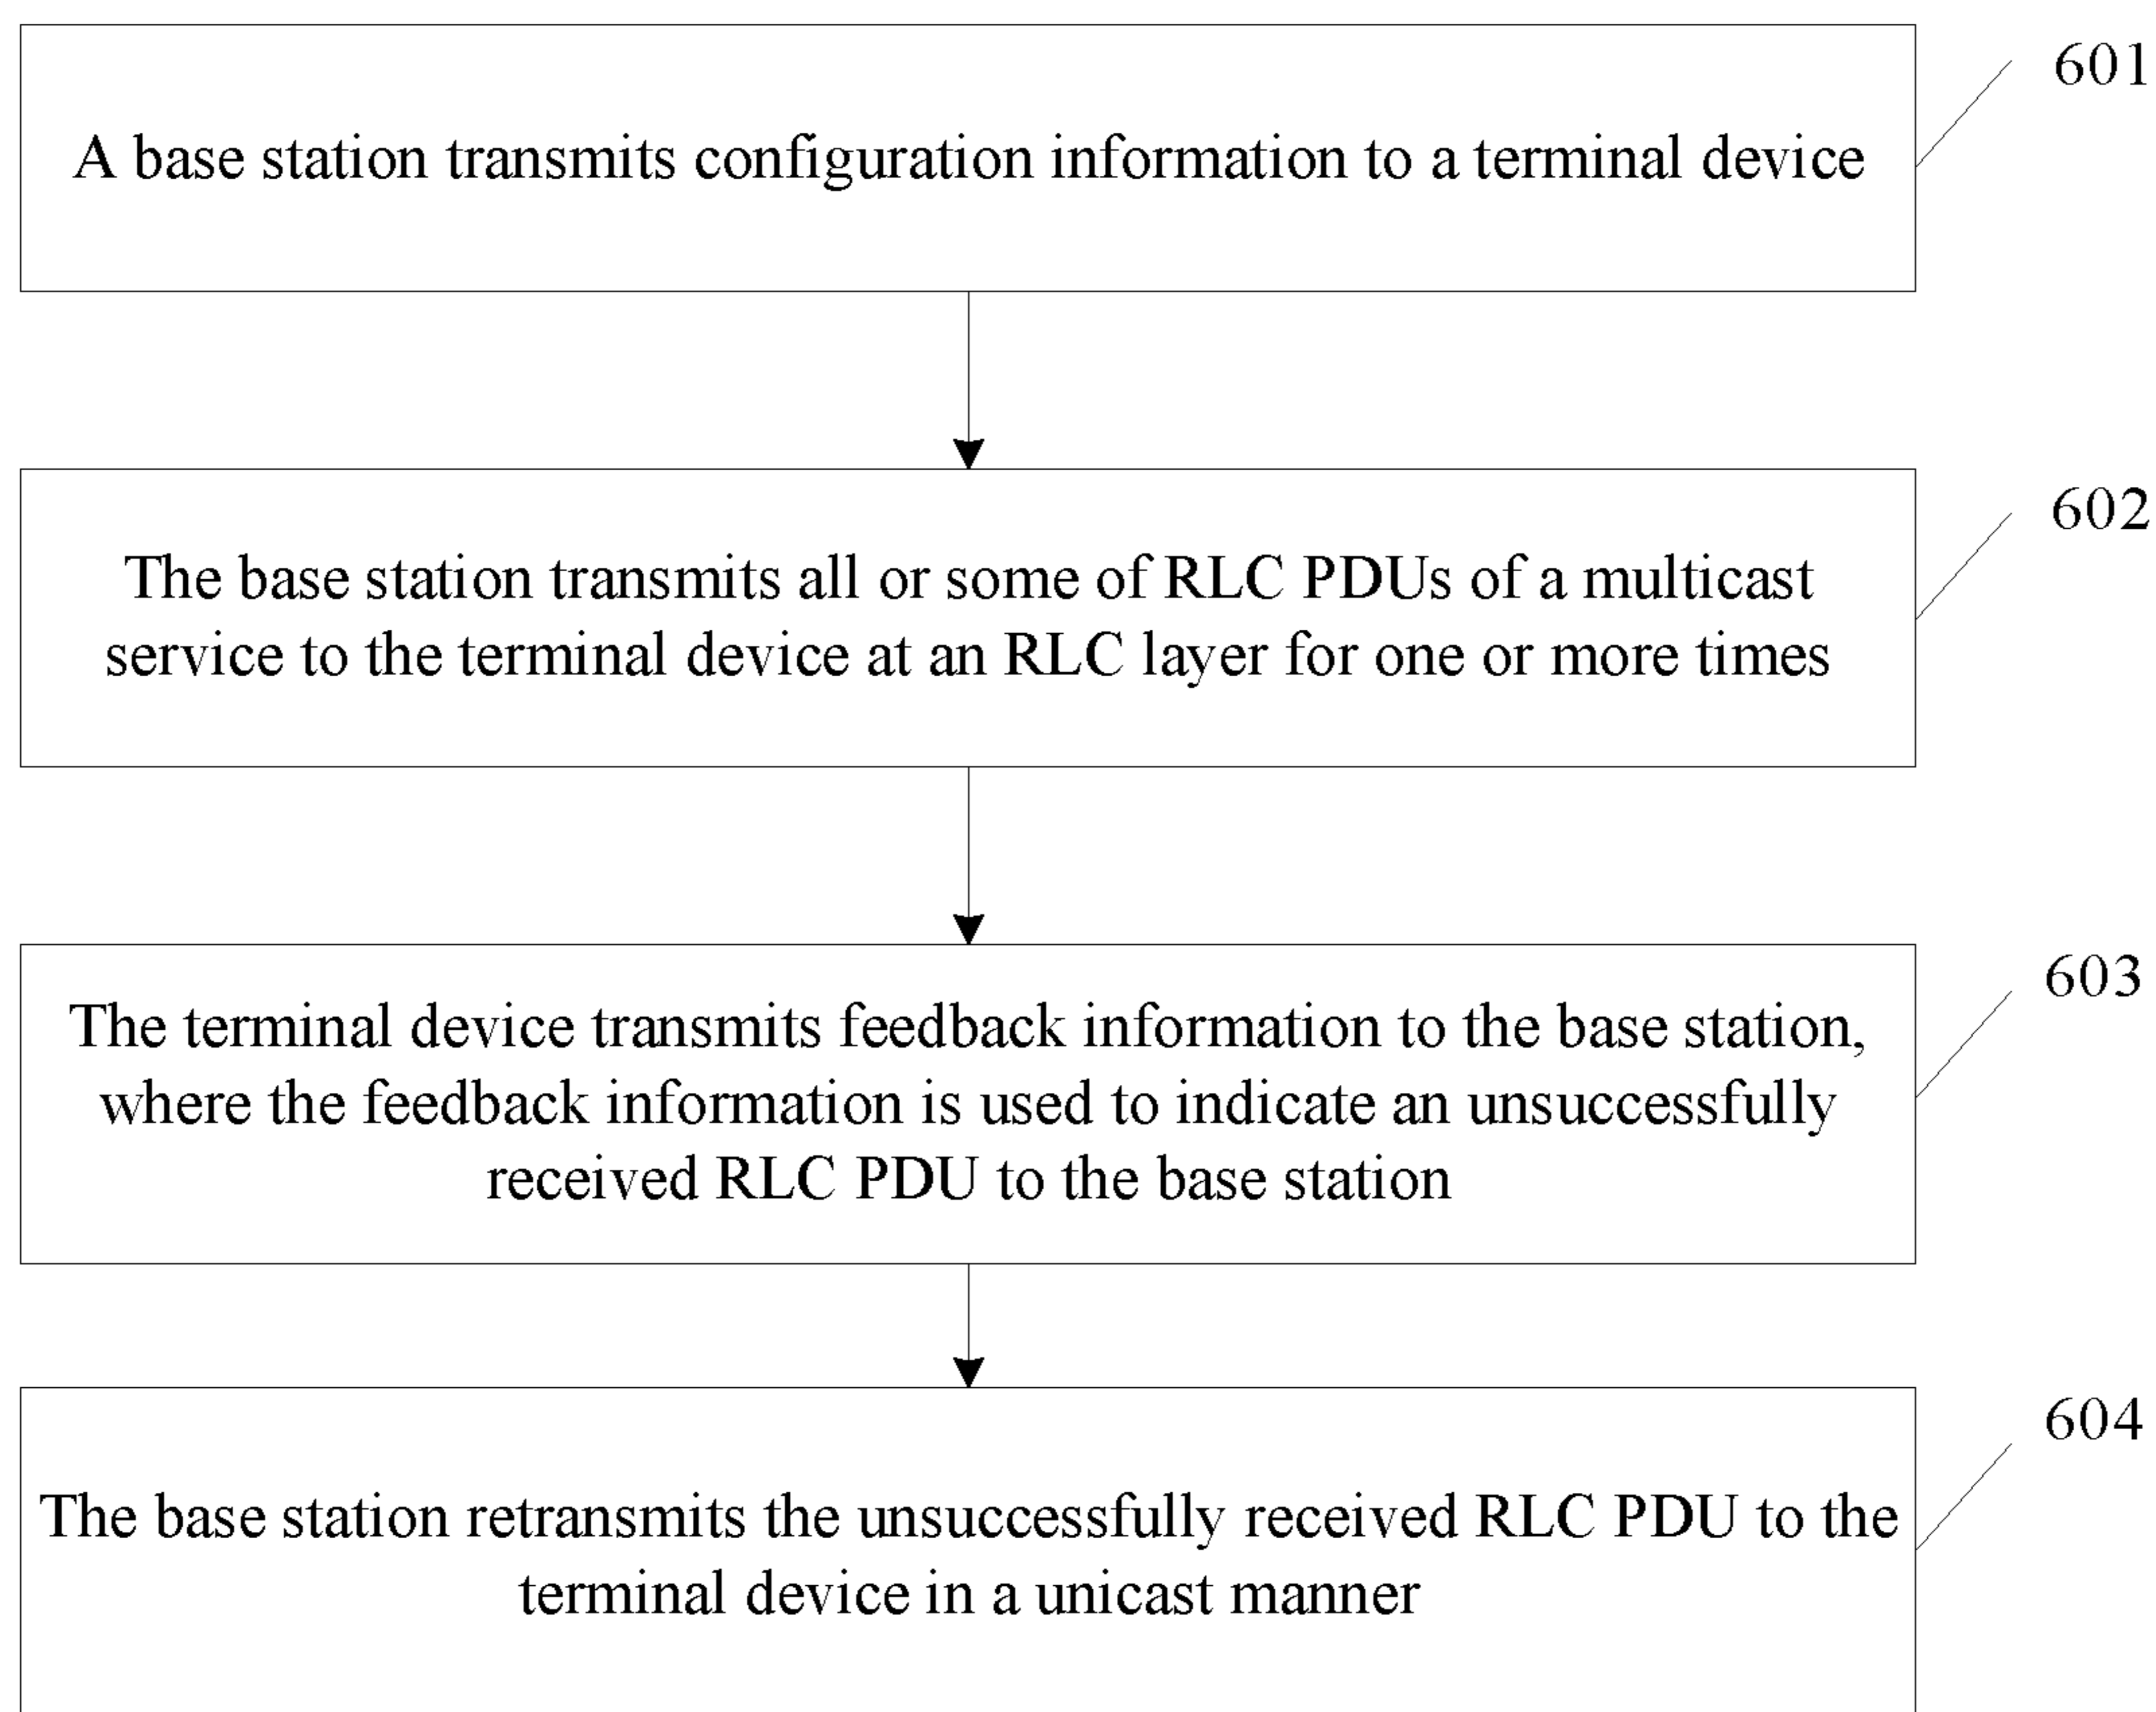 601
A base station transmits configuration information to a terminal device
602
The base station transmits all or some of RLC PDUs of a multicast
service to the terminal device at an RLC layer for one or more times
603
The terminal device transmits feedback information to the base station,
where the feedback information is used to indicate an unsuccessfully
received RLC PDU to the base station
604
The base station retransmits the unsuccessfully received RLC PDU to the
terminal device in a unicast manner